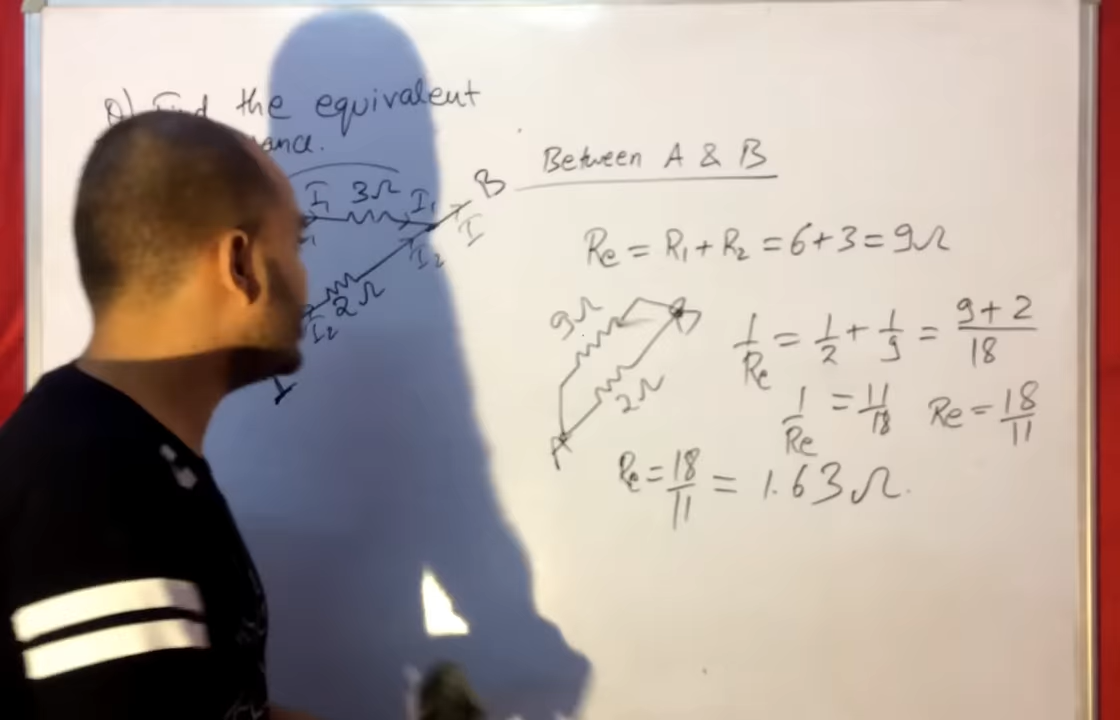 Q) Find the equivalent
ance.
I₁ 3Ω I₁ B
I
I₂
2Ω
I₂
I
Between A & B
Re = R₁ + R₂ = 6+3 = 9Ω
9Ω B
2Ω
A
1/Re = 1/2 + 1/9 = 9+2/18
1/Re = 11/18 Re = 18/11
Re = 18/11 = 1.63Ω.